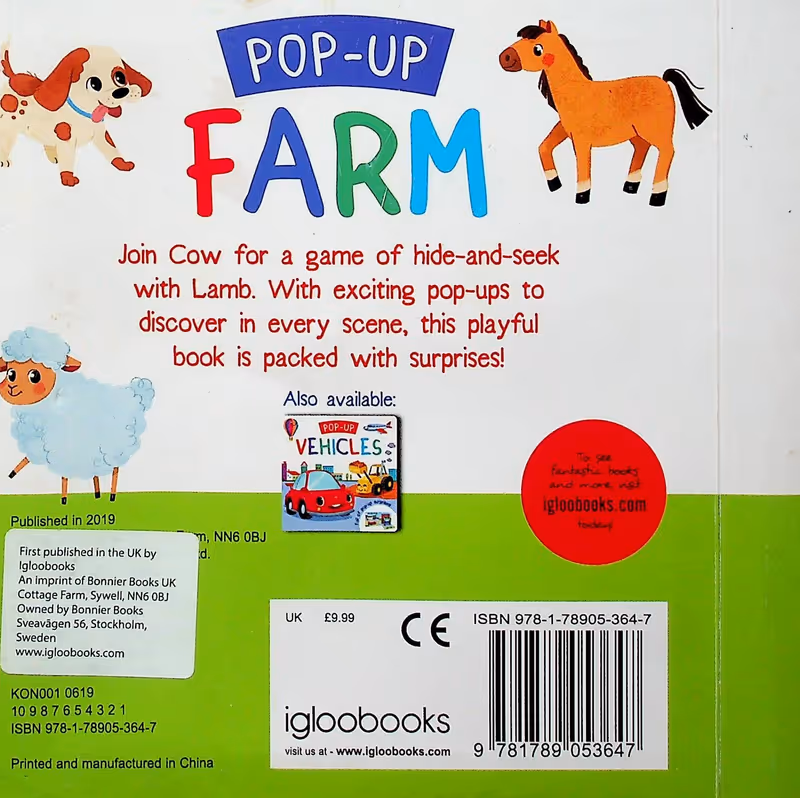 POP-UP
FARM
Join Cow for a game of hide-and-seek
with Lamb. With exciting pop-ups to
discover in every scene, this playful
book is packed with surprises!
Also available:
POP-UP
VEHICLES
To see
fantastic books
and more, visit
igloobooks.com
today!
Published in 2019
NN6 0BJ
First published in the UK by
Igloobooks
An imprint of Bonnier Books UK
Cottage Farm, Sywell, NN6 0BJ
Owned by Bonnier Books
Sveavägen 56, Stockholm,
Sweden
www.igloobooks.com
KON001 0619
10 9 8 7 6 5 4 3 2 1
ISBN 978-1-78905-364-7
Printed and manufactured in China
UK £9.99 CE ISBN 978-1-78905-364-7
igloobooks
visit us at - www.igloobooks.com
9 781789 053647